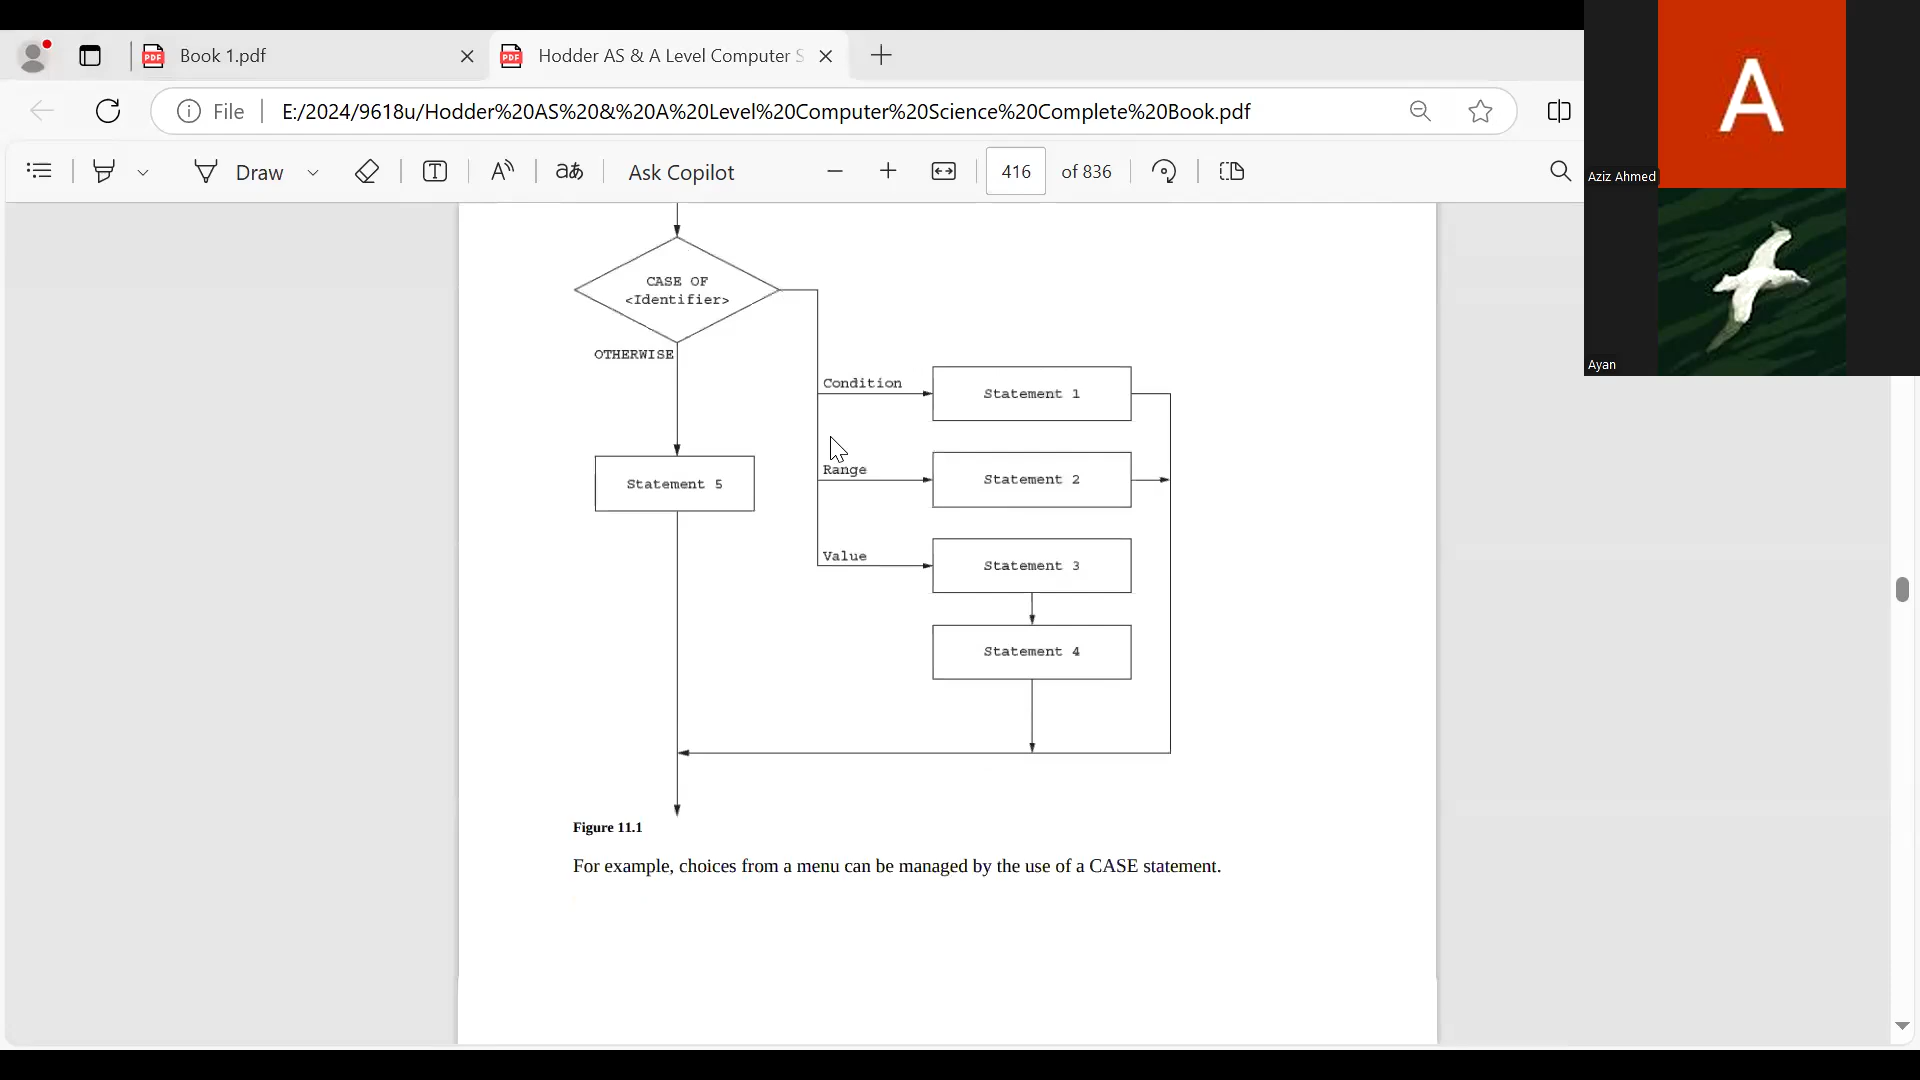 Book 1.pdf
Hodder AS & A Level Computer S
File
E:/2024/9618u/Hodder%20AS%20&%20A%20Level%20Computer%20Science%20Complete%20Book.pdf
Draw
T
A
aあ
Ask Copilot
416 of 836
A
Aziz Ahmed
Ayan
CASE OF
<Identifier>
OTHERWISE
Condition
Statement 1
Range
Statement 2
Statement 5
Value
Statement 3
Statement 4
Figure 11.1
For example, choices from a menu can be managed by the use of a CASE statement.